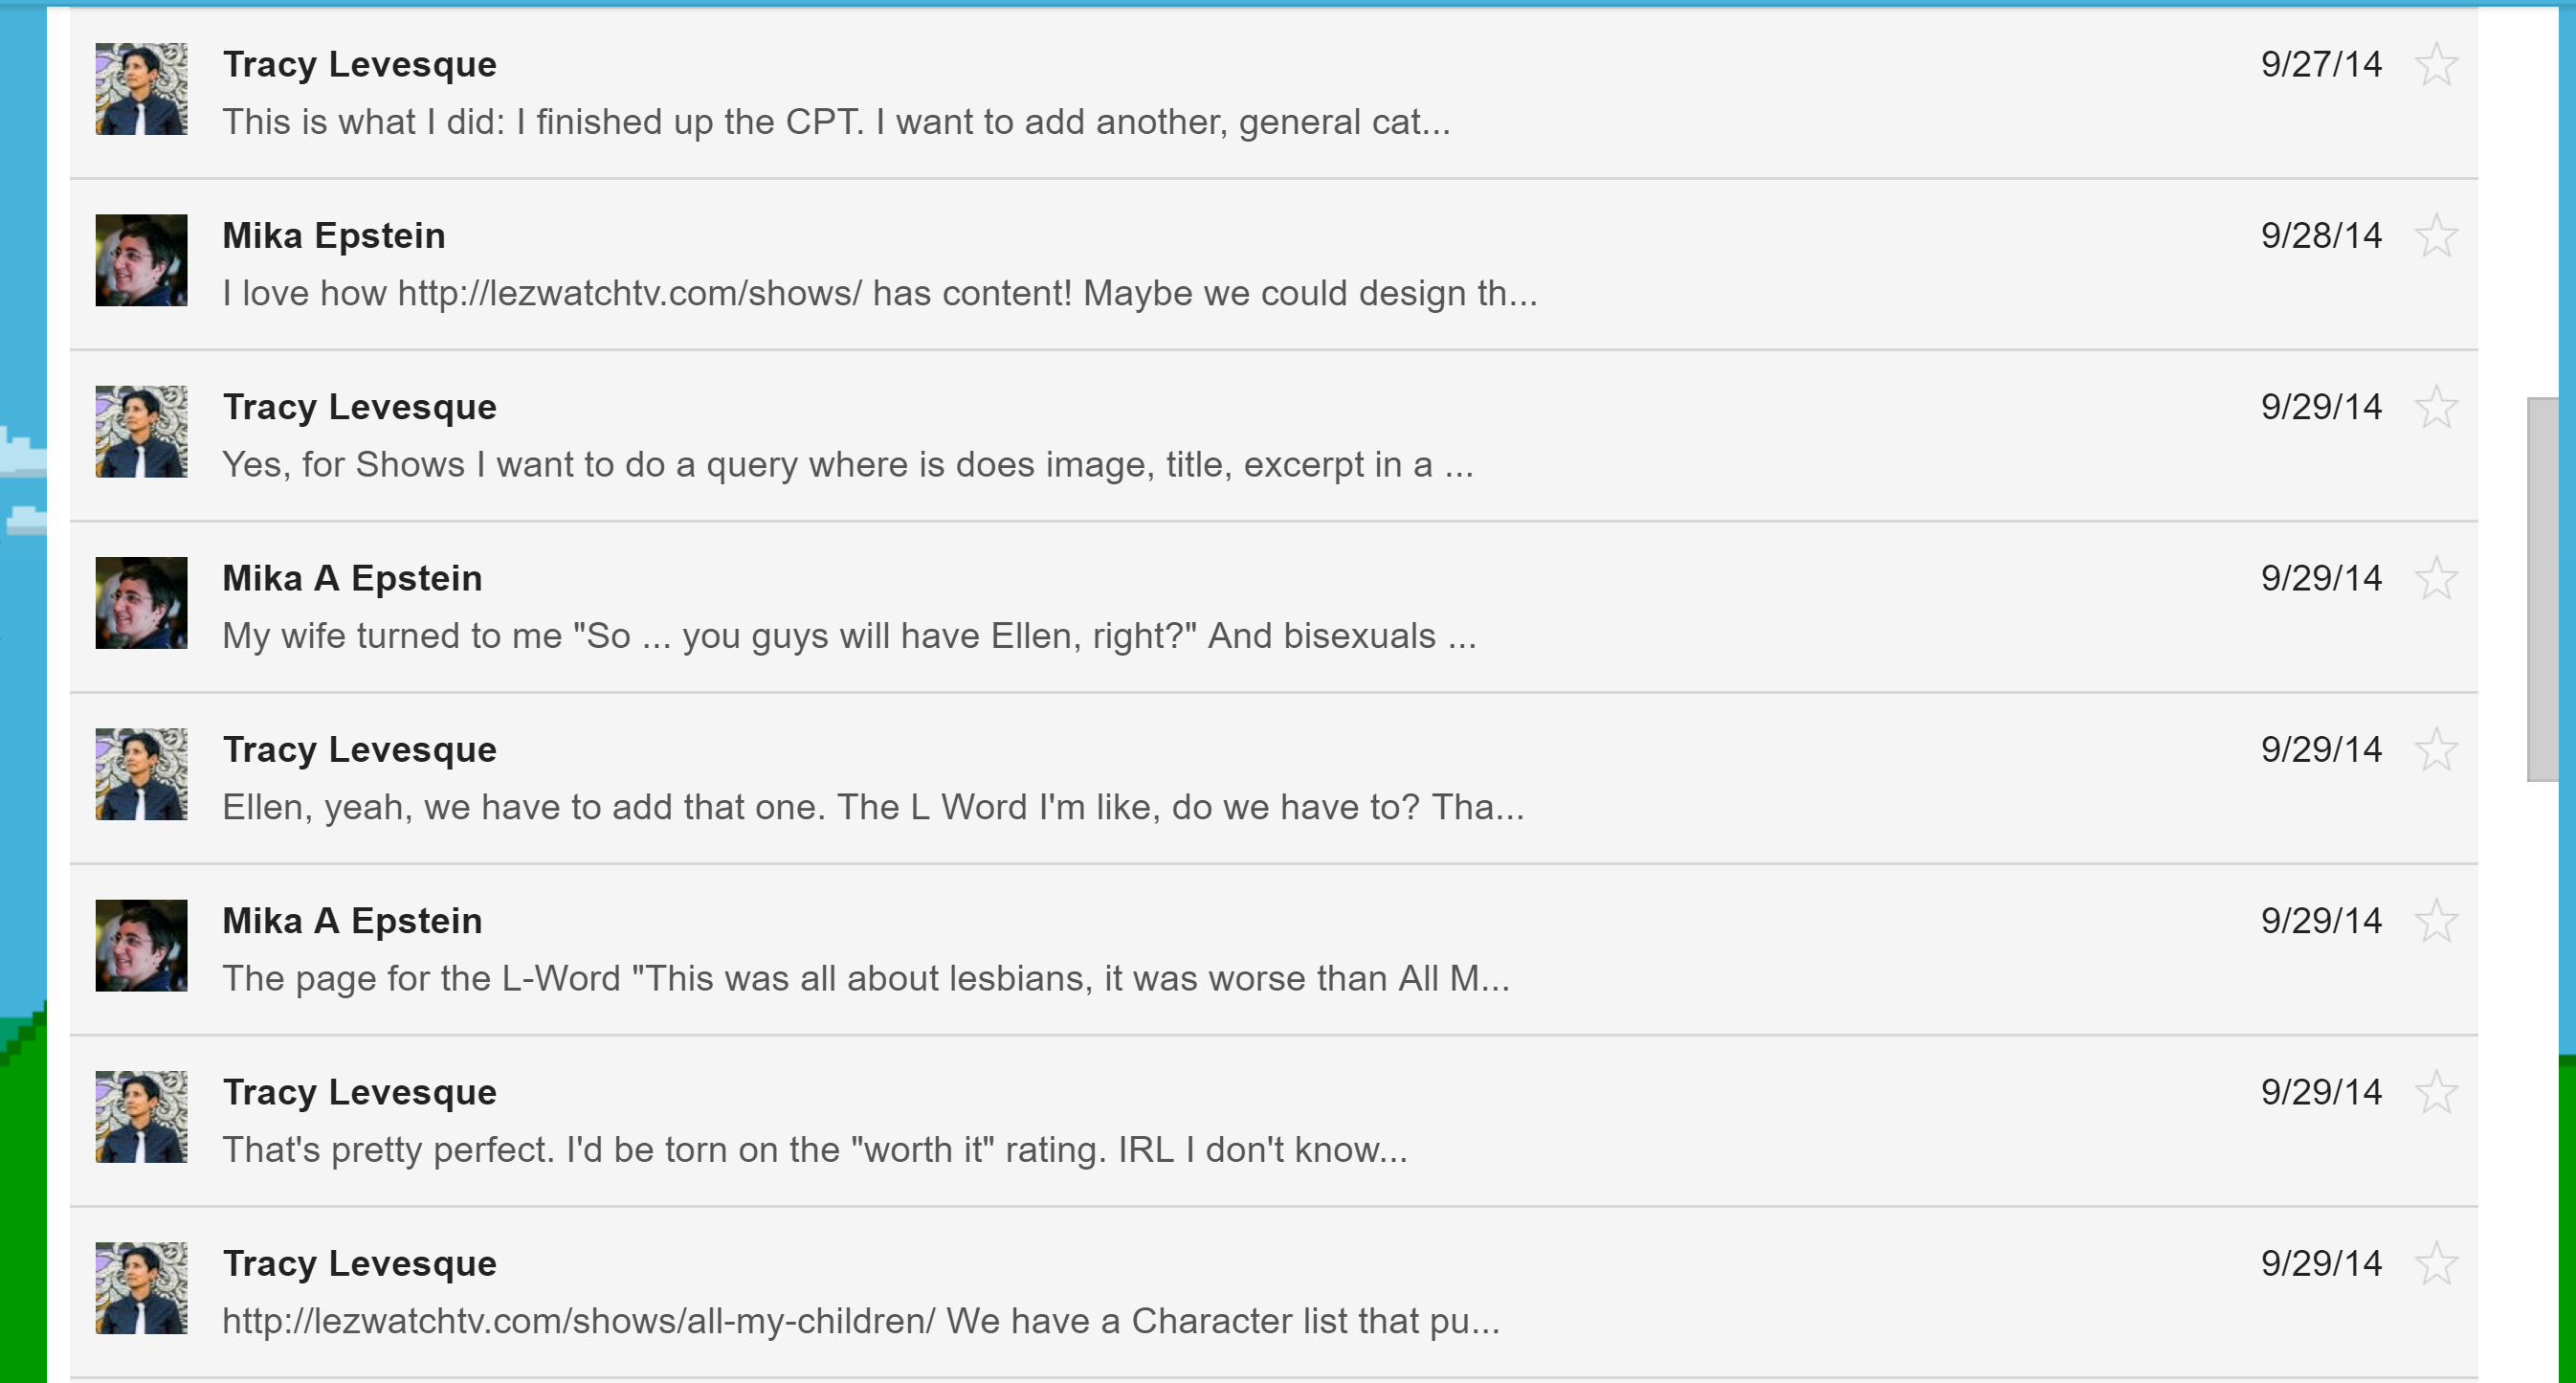 Tracy Levesque 9/27/14
This is what I did: I finished up the CPT. I want to add another, general cat...
Mika Epstein 9/28/14
I love how http://lezwatchtv.com/shows/ has content! Maybe we could design th...
Tracy Levesque 9/29/14
Yes, for Shows I want to do a query where is does image, title, excerpt in a ...
Mika A Epstein 9/29/14
My wife turned to me "So ... you guys will have Ellen, right?" And bisexuals ...
Tracy Levesque 9/29/14
Ellen, yeah, we have to add that one. The L Word I'm like, do we have to? Tha...
Mika A Epstein 9/29/14
The page for the L-Word "This was all about lesbians, it was worse than All M...
Tracy Levesque 9/29/14
That's pretty perfect. I'd be torn on the "worth it" rating. IRL I don't know...
Tracy Levesque 9/29/14
http://lezwatchtv.com/shows/all-my-children/ We have a Character list that pu...